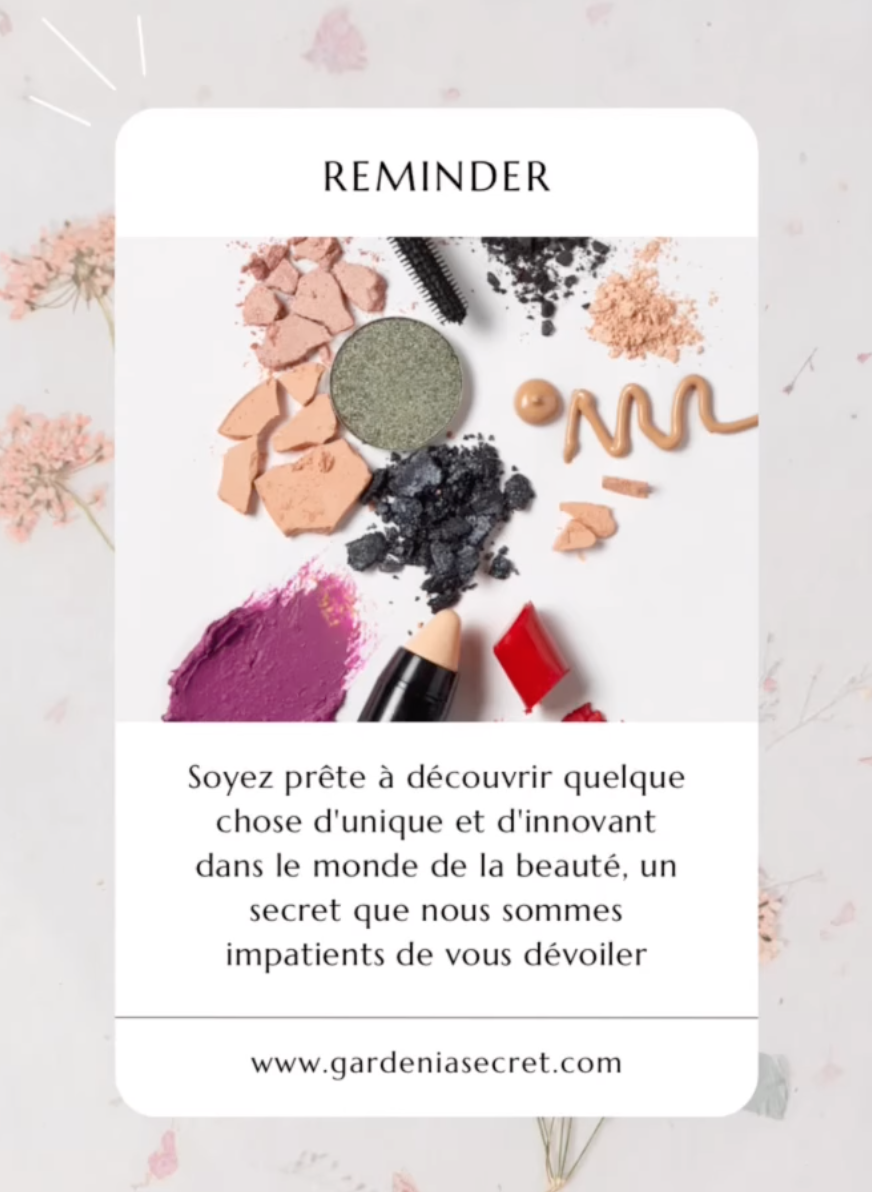 REMINDER
Soyez prête à découvrir quelque
chose d'unique et d'innovant
dans le monde de la beauté, un
secret que nous sommes
impatients de vous dévoiler
www.gardeniasecret.com